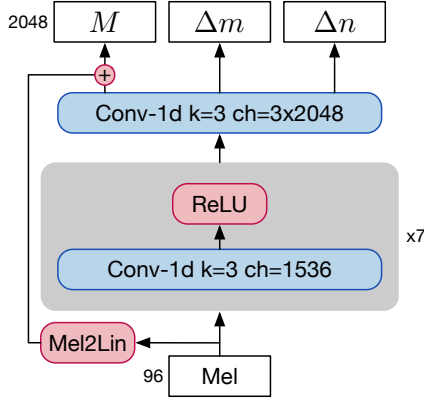 2048 M Δm Δn
+
Conv-1d k=3 ch=3x2048
ReLU
x7
Conv-1d k=3 ch=1536
Mel2Lin
96 Mel